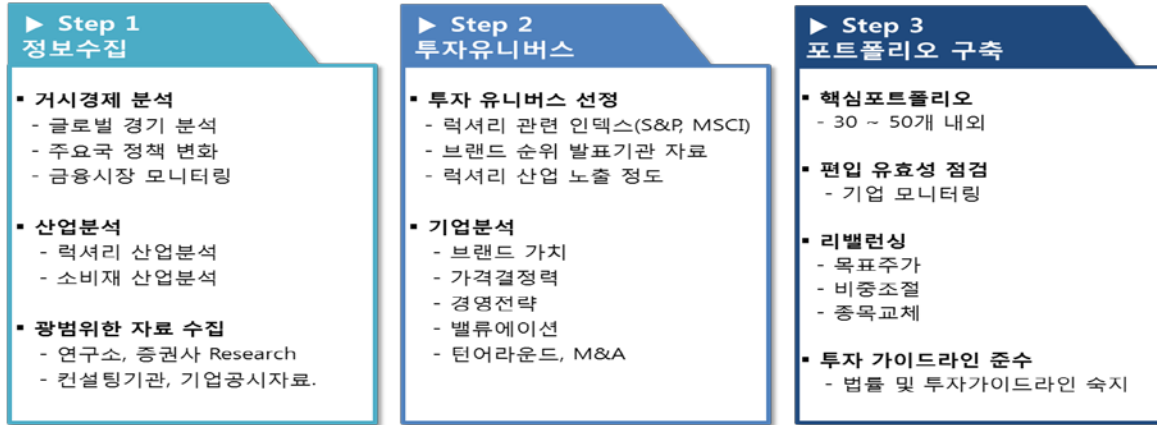 ▶ Step 1
정보수집
▪ 거시경제 분석
- 글로벌 경기 분석
- 주요국 정책 변화
- 금융시장 모니터링
▪ 산업분석
- 럭셔리 산업분석
- 소비재 산업분석
▪ 광범위한 자료 수집
- 연구소, 증권사 Research
- 컨설팅기관, 기업공시자료.
▶ Step 2
투자유니버스
▪ 투자 유니버스 선정
- 럭셔리 관련 인덱스(S&P, MSCI)
- 브랜드 순위 발표기관 자료
- 럭셔리 산업 노출 정도
▪ 기업분석
- 브랜드 가치
- 가격결정력
- 경영전략
- 밸류에이션
- 턴어라운드, M&A
▶ Step 3
포트폴리오 구축
▪ 핵심포트폴리오
- 30 ~ 50개 내외
▪ 편입 유효성 점검
- 기업 모니터링
▪ 리밸런싱
- 목표주가
- 비중조절
- 종목교체
▪ 투자 가이드라인 준수
- 법률 및 투자가이드라인 숙지